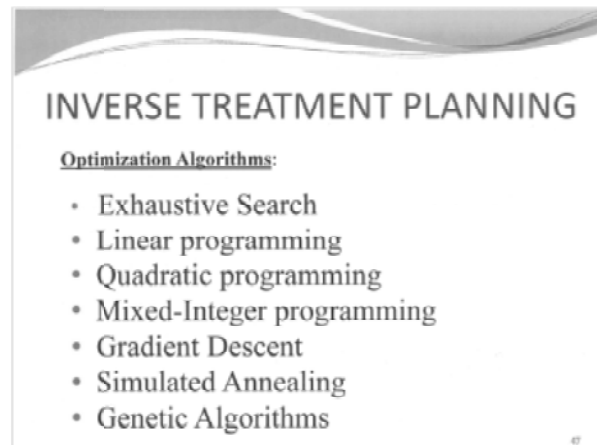 INVERSE TREATMENT PLANNING
Optimization Algorithms:
• Exhaustive Search
• Linear programming
• Quadratic programming
• Mixed-Integer programming
• Gradient Descent
• Simulated Annealing
• Genetic Algorithms
47